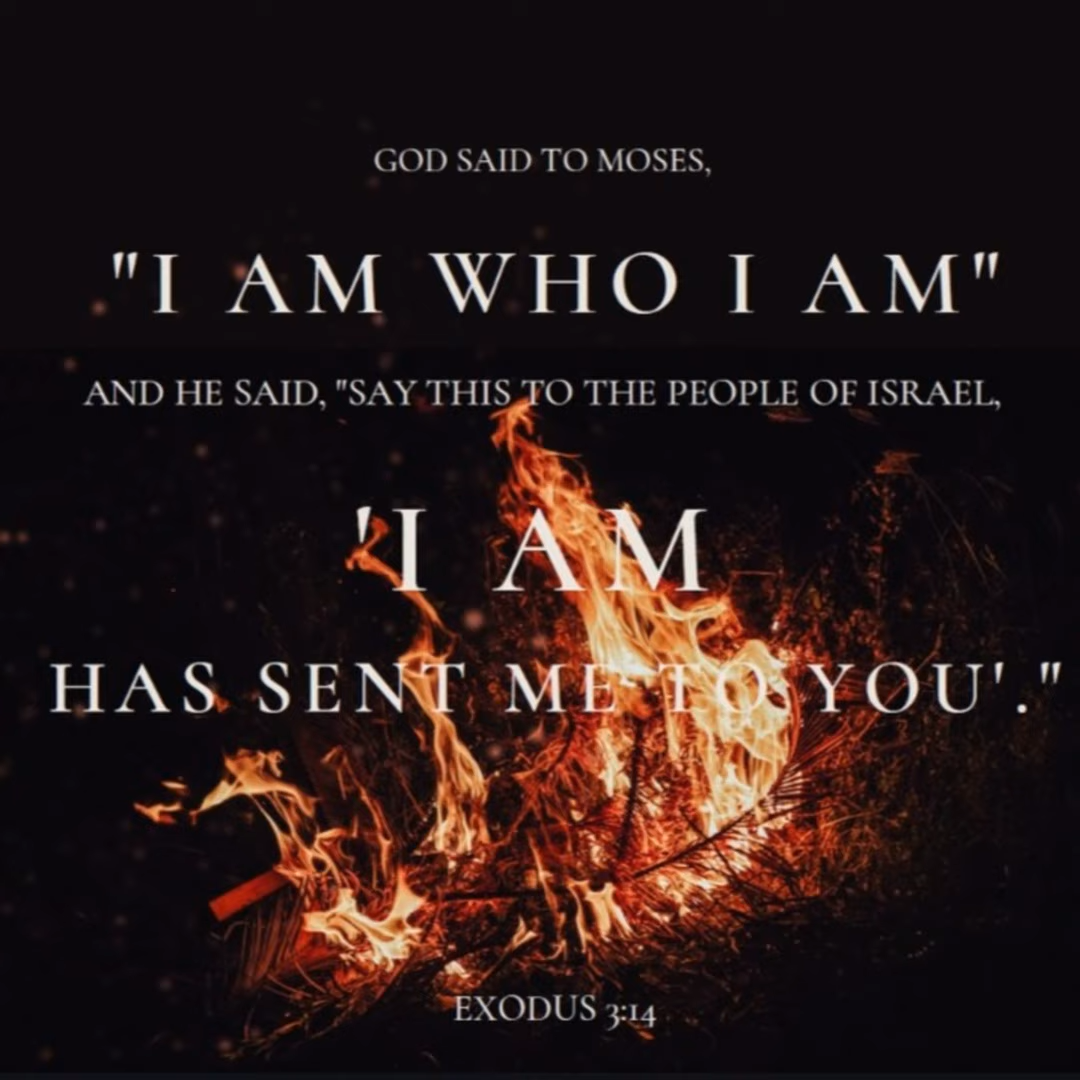 GOD SAID TO MOSES,
"I AM WHO I AM"
AND HE SAID, "SAY THIS TO THE PEOPLE OF ISRAEL,
'I AM
HAS SENT ME TO YOU'."
EXODUS 3:14